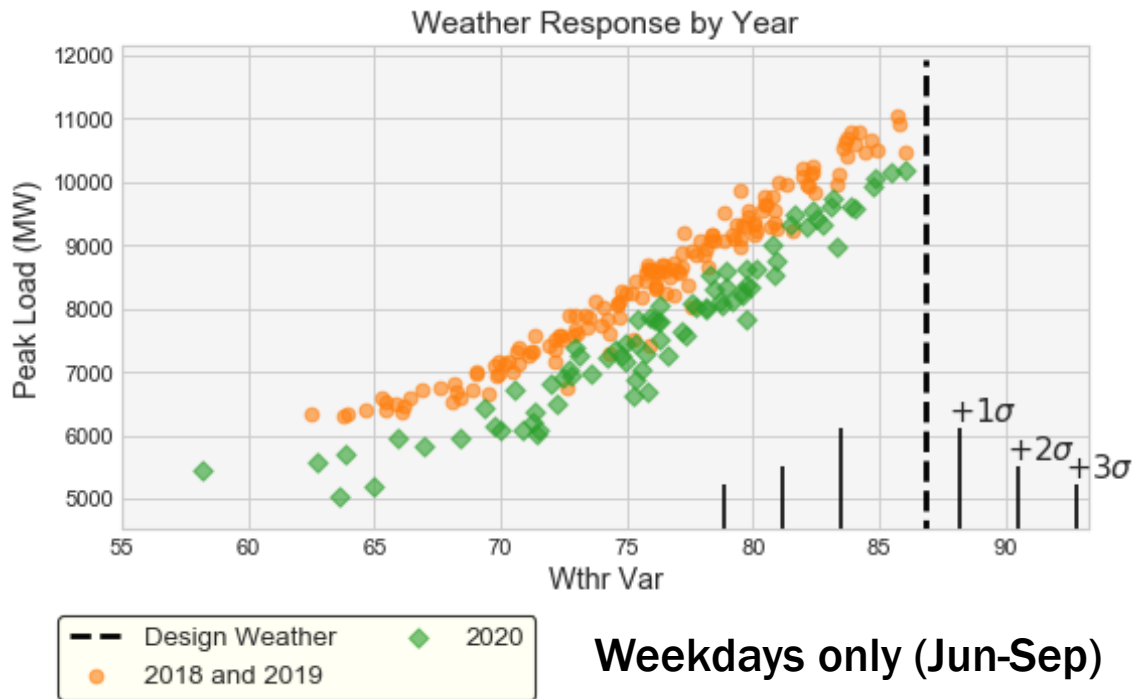 Weather Response by Year
12000
11000
10000
9000
8000
7000
6000
5000
Peak Load (MW)
+1σ
+2σ
+3σ
55 60 65 70 75 80 85 90
Wthr Var
Design Weather 2020
2018 and 2019
Weekdays only (Jun-Sep)